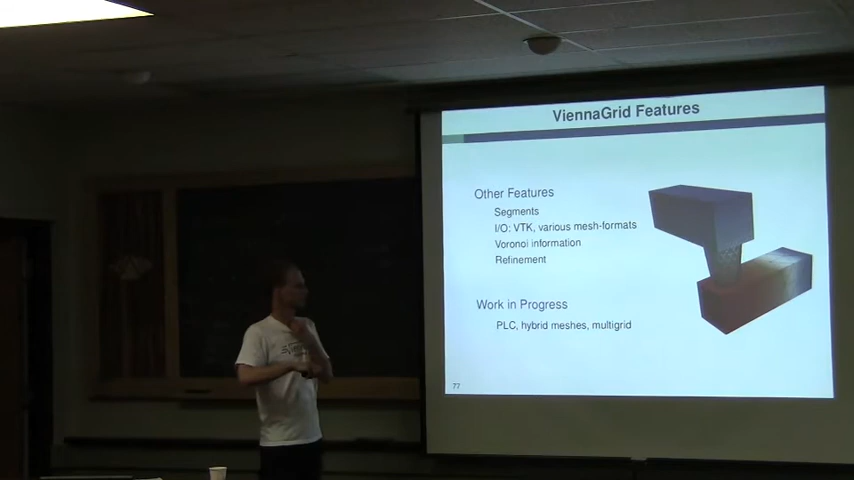 ViennaGrid Features
Other Features
Segments
I/O: VTK, various mesh-formats
Voronoi information
Refinement
Work in Progress
PLC, hybrid meshes, multigrid
77